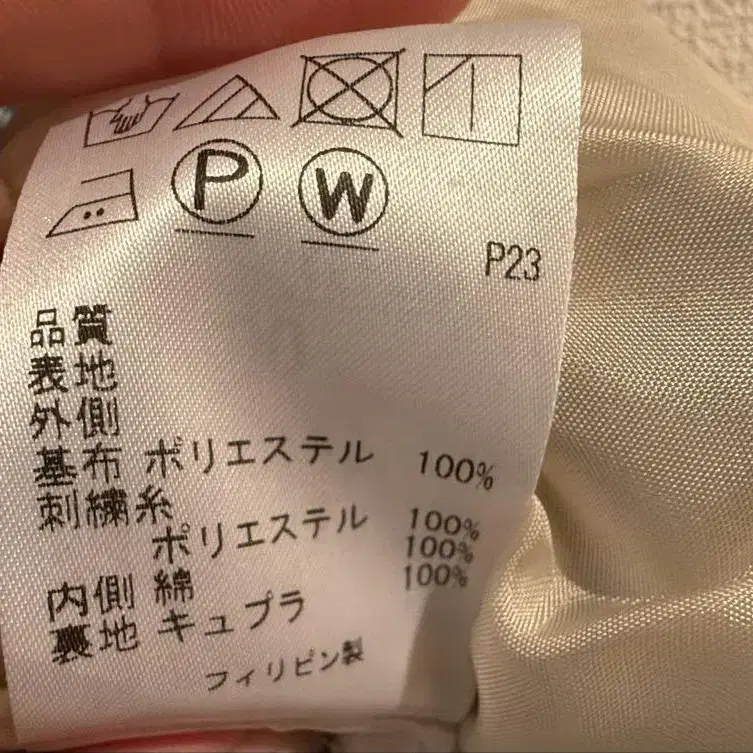 P W
P23
品質
表地
外側
基布 ポリエステル 100%
刺繍糸
ポリエステル 100%
内側 綿 100%
裏地 キュプラ 100%
フィリピン製